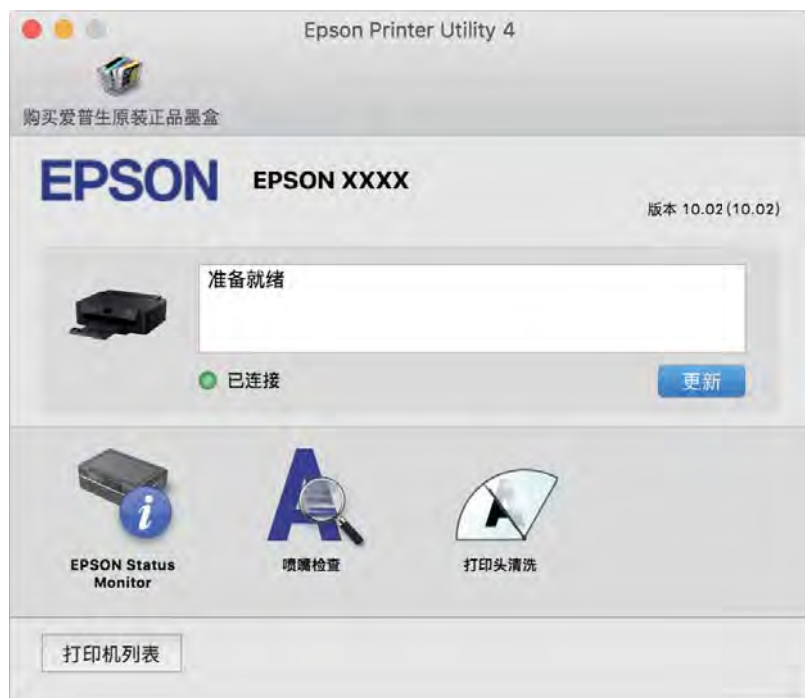 Epson Printer Utility 4
购买爱普生原装正品墨盒
EPSON
EPSON XXXX
版本 10.02 (10.02)
准备就绪
已连接
更新
EPSON Status
Monitor
喷嘴检查
打印头清洗
打印机列表